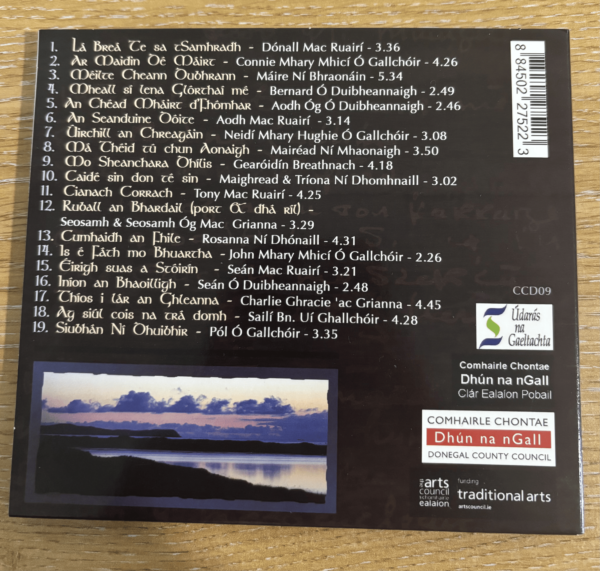 1. Lá Breá Te sa tSamhradh - Dónall Mac Ruairí - 3.36
2. Ar Maidin Dé Máirt - Connie Mhary Mhicí Ó Gallchóir - 4.26
3. Méilte Cheann Dubhrann - Máire Ní Bhraonáin - 5.34
4. Mheall sí lena Glórthaí mé - Bernard Ó Duibheannaigh - 2.49
5. An Chéad Mháirt d'Fhómhar - Aodh Óg Ó Duibheannaigh - 2.46
6. An Seanduine Dóite - Aodh Mac Ruairí - 3.14
7. Úirchill an Chreagáin - Neidí Mhary Hughie Ó Gallchóir - 3.08
8. Má Théid tú chun Aonaigh - Mairéad Ní Mhaonaigh - 3.50
9. Mo Sheanchara Dhílis - Gearóidín Breathnach - 4.18
10. Caidé sin don té sin - Maighread & Tríona Ní Dhomhnaill - 3.02
11. Cianach Corrach - Tony Mac Ruairí - 4.25
12. Ruball an Bhardail (port & dhá ríl) -
Seosamh & Seosamh Óg Mac Grianna - 3.29
13. Cumhaidh an Fhile - Rosanna Ní Dhónaill - 4.31
14. Is é Fáth mo Bhuartha - John Mhary Mhicí Ó Gallchóir - 2.26
15. Éirigh suas a Stóirín - Seán Mac Ruairí - 3.21
16. Iníon an Bhaoilligh - Seán Ó Duibheannaigh - 2.48
17. Thíos i lár an Ghleanna - Charlie Ghracie 'ac Grianna - 4.45
18. Ag siúl cois na trá domh - Sailí Bn. Uí Ghallchóir - 4.28
19. Siubhán Ní Dhuibhir - Pól Ó Gallchóir - 3.35
8 84502 27522 3
CCD09
Údarás
na
Gaeltachta
Comhairle Chontae
Dhún na nGall
Clár Ealaíon Pobail
COMHAIRLE CHONTAE
Dhún na nGall
DONEGAL COUNTY COUNCIL
arts
council
ealaíon
funding
traditional arts
artscouncil.ie